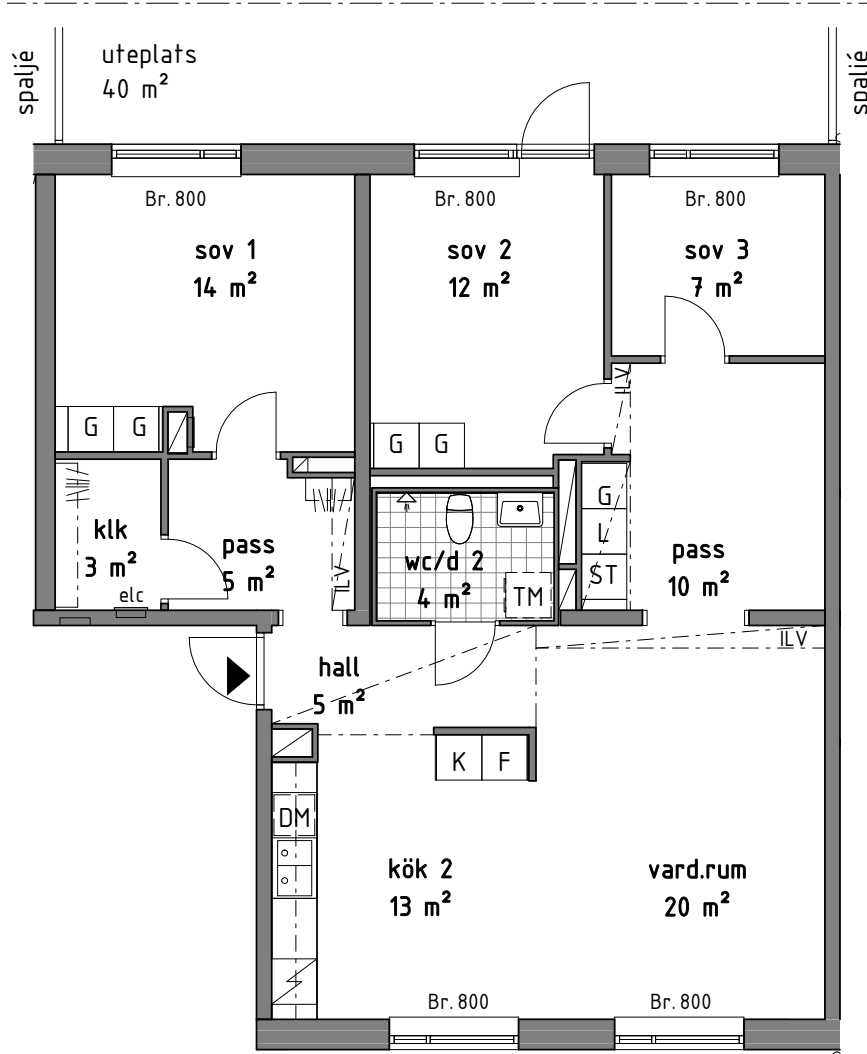 spaljé
uteplats
40 m²
spaljé
Br. 800
Br. 800
Br. 800
sov 1
14 m²
sov 2
12 m²
sov 3
7 m²
ILV
G
G
G
G
G
L
ST
klk
3 m²
elc
pass
5 m²
ILV
wc/d 2
4 m²
TM
pass
10 m²
ILV
hall
5 m²
K
F
DM
kök 2
13 m²
vard.rum
20 m²
Br. 800
Br. 800